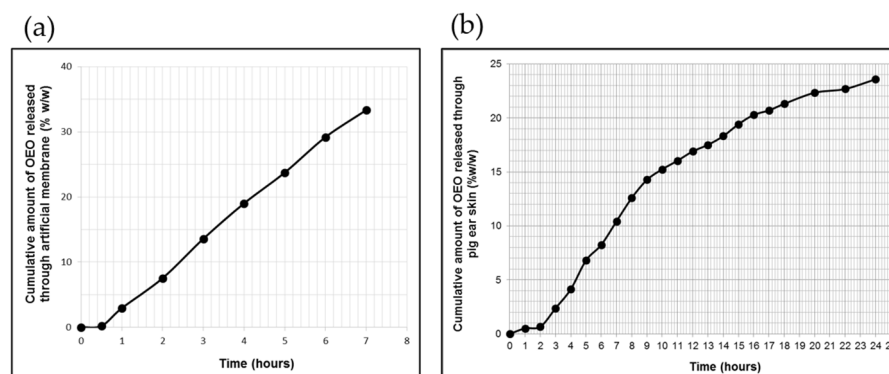 (a)
Cumulative amount of OEO released
through artificial membrane (% w/w)
40
30
20
10
0
0 1 2 3 4 5 6 7 8
Time (hours)
(b)
Cumulative amount of OEO released through
pig ear skin (%w/w)
25
20
15
10
5
0
0 1 2 3 4 5 6 7 8 9 10 11 12 13 14 15 16 17 18 20 22 24
Time (hours)